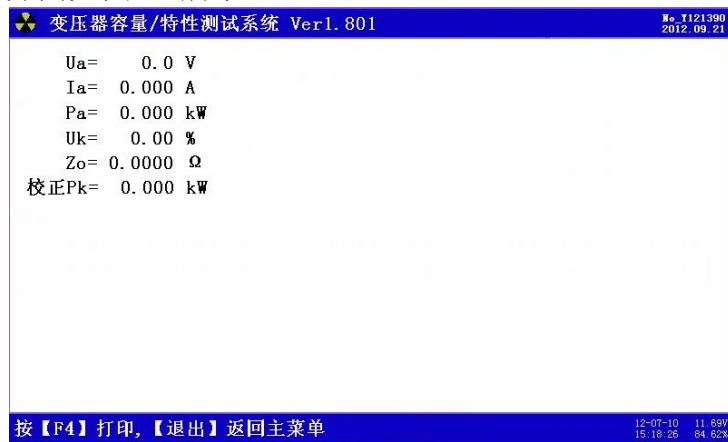 变压器容量/特性测试系统 Ver1.801
No_Y121390
2012.09.21
Ua= 0.0 V
Ia= 0.000 A
Pa= 0.000 kW
Uk= 0.00 %
Zo= 0.0000 Ω
校正Pk= 0.000 kW
按【F4】打印,【退出】返回主菜单
12-07-10 11.69V
15:18:26 84.62%